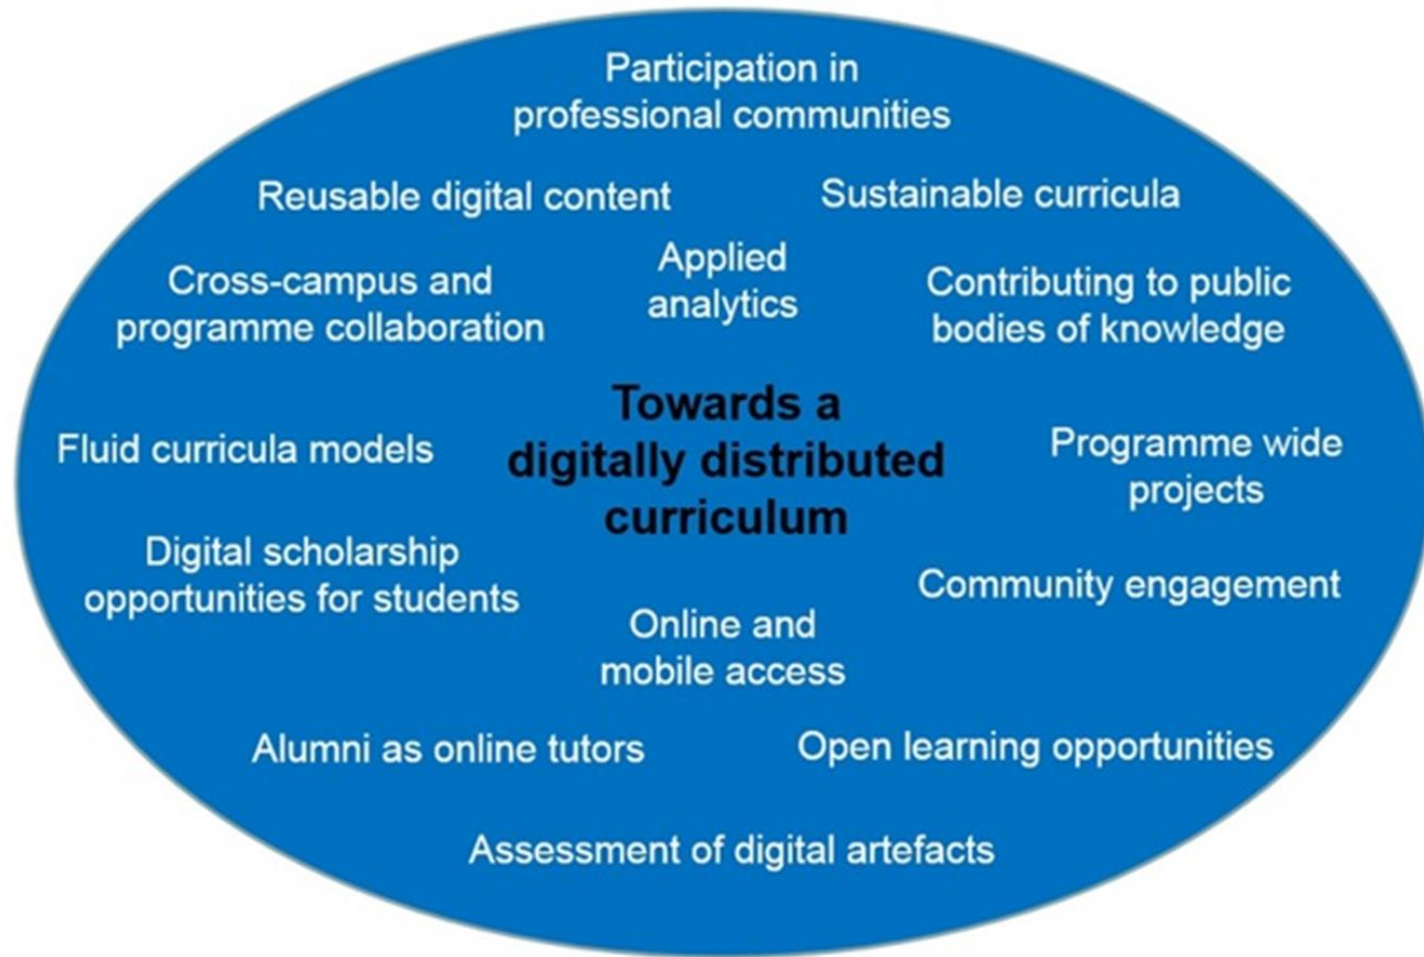 Participation in
professional communities
Reusable digital content
Sustainable curricula
Applied
analytics
Cross-campus and
programme collaboration
Contributing to public
bodies of knowledge
Towards a
digitally distributed
curriculum
Fluid curricula models
Programme wide
projects
Digital scholarship
opportunities for students
Community engagement
Online and
mobile access
Alumni as online tutors
Open learning opportunities
Assessment of digital artefacts